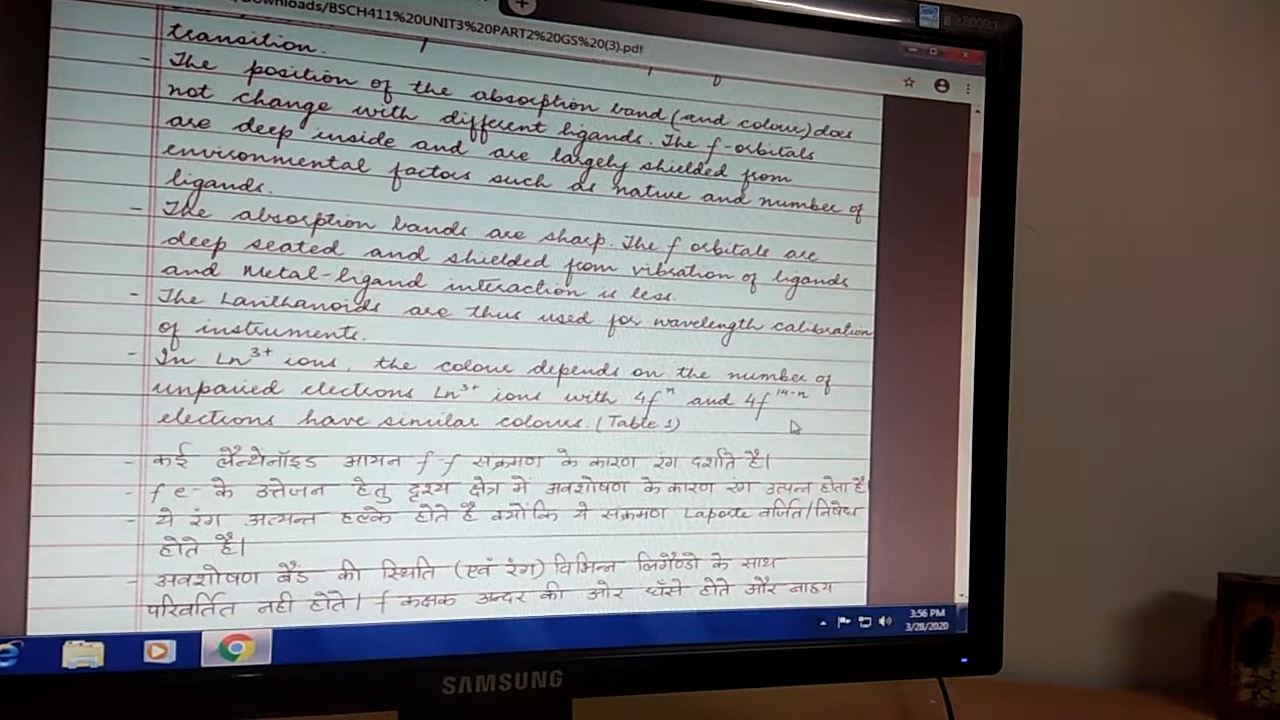 Downloads/BSCH411%20UNIT3%20PART2%20GS%20(3).pdf
transition.
- The position of the absorption band (and colour) does
not change with different ligands. The f-orbitals
are deep inside and are largely shielded from
environmental factors such as nature and number of
ligands.
- The absorption bands are sharp. The f orbitals are
deep seated and shielded from vibration of ligands
and metal-ligand interaction is less.
- The Lanthanoids are thus used for wavelength calibration
of instruments.
- In Ln³⁺ ions, the colour depends on the number of
unpaired electrons Ln³⁺ ions with 4fⁿ and 4f¹⁴⁻ⁿ
electrons have similar colours. (Table 1)
- कई लैन्थेनॉइड आयन f-f संक्रमण के कारण रंग दर्शाते है।
- f e- के उत्तेजन हेतु दृश्य क्षेत्र में अवशोषण के कारण रंग उत्पन्न होता है
- ये रंग अत्यन्त हल्के होते है क्योंकि ये संक्रमण Laporte वर्जित/निषेध
होते है।
- अवशोषण बैंड की स्थिति (एवं रंग) विभिन्न लिगैण्डो के साथ
परिवर्तित नही होते। f कक्षक अन्दर की ओर धँसे होते और बाह्य
3:56 PM
3/28/2020
SAMSUNG